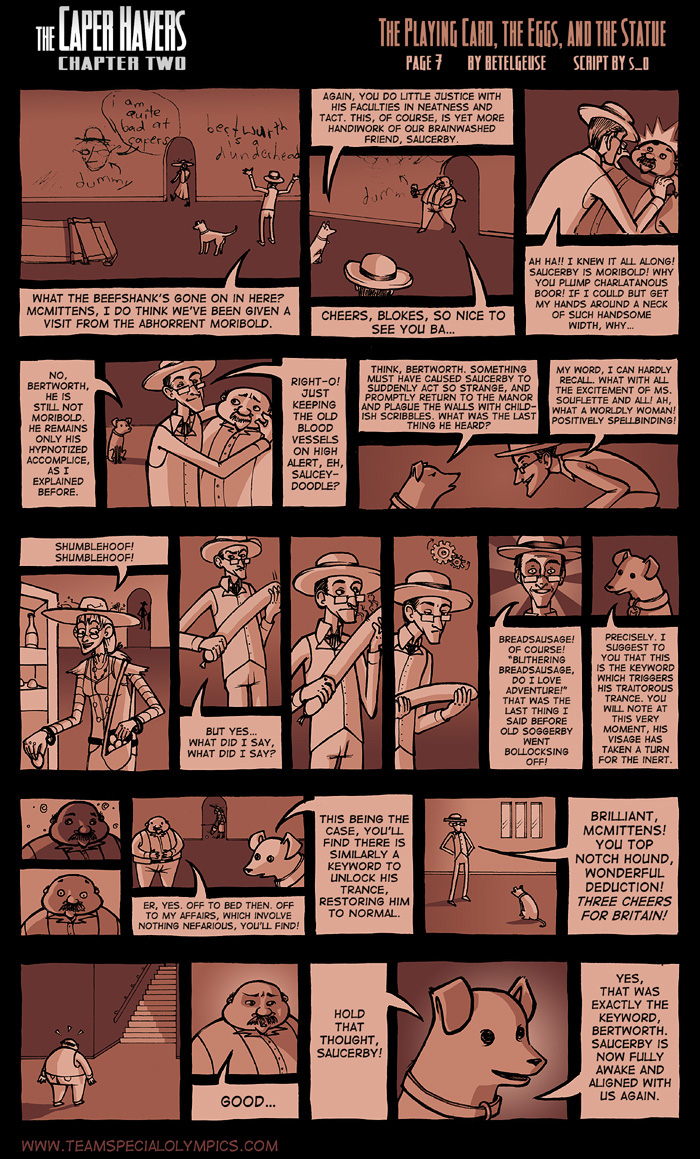 THE CAPER HAVERS
CHAPTER TWO
THE PLAYING CARD, THE EGGS, AND THE STATUE
PAGE 7 BY BETELGEUSE SCRIPT BY S_O
i am
quite
bad at
capers
dummy
bertwurth
is a
dunderhead
WHAT THE BEEFSHANK'S GONE ON IN HERE?
MCMITTENS, I DO THINK WE'VE BEEN GIVEN A
VISIT FROM THE ABHORRENT MORIBOLD.
AGAIN, YOU DO LITTLE JUSTICE WITH
HIS FACULTIES IN NEATNESS AND
TACT. THIS, OF COURSE, IS YET MORE
HANDIWORK OF OUR BRAINWASHED
FRIEND, SAUCERBY.
dummy
CHEERS, BLOKES, SO NICE TO
SEE YOU BA...
AH HA!! I KNEW IT ALL ALONG!
SAUCERBY IS MORIBOLD! WHY
YOU PLUMP CHARLATANOUS
BOOR! IF I COULD BUT GET
MY HANDS AROUND A NECK
OF SUCH HANDSOME
WIDTH, WHY...
NO,
BERTWORTH,
HE IS
STILL NOT
MORIBOLD.
HE REMAINS
ONLY HIS
HYPNOTIZED
ACCOMPLICE,
AS I
EXPLAINED
BEFORE.
RIGHT-O!
JUST
KEEPING
THE OLD
BLOOD
VESSELS
ON HIGH
ALERT, EH,
SAUCEY-
DOODLE?
THINK, BERTWORTH. SOMETHING
MUST HAVE CAUSED SAUCERBY TO
SUDDENLY ACT SO STRANGE, AND
PROMPTLY RETURN TO THE MANOR
AND PLAGUE THE WALLS WITH CHILD-
ISH SCRIBBLES. WHAT WAS THE LAST
THING HE HEARD?
MY WORD, I CAN HARDLY
RECALL. WHAT WITH ALL
THE EXCITEMENT OF MS.
SOUFLETTE AND ALL! AH,
WHAT A WORLDLY WOMAN!
POSITIVELY SPELLBINDING!
SHUMBLEHOOF!
SHUMBLEHOOF!
BUT YES...
WHAT DID I SAY,
WHAT DID I SAY?
BREADSAUSAGE!
OF COURSE!
"BLITHERING
BREADSAUSAGE,
DO I LOVE
ADVENTURE!"
THAT WAS THE
LAST THING I
SAID BEFORE
OLD SOGGERBY
WENT
BOLLOCKSING
OFF!
PRECISELY. I
SUGGEST TO
YOU THAT THIS
IS THE KEYWORD
WHICH TRIGGERS
HIS TRAITOROUS
TRANCE. YOU
WILL NOTE AT
THIS VERY
MOMENT, HIS
VISAGE HAS
TAKEN A TURN
FOR THE INERT.
ER, YES. OFF TO BED THEN. OFF
TO MY AFFAIRS, WHICH INVOLVE
NOTHING NEFARIOUS, YOU'LL FIND!
THIS BEING THE
CASE, YOU'LL
FIND THERE IS
SIMILARLY A
KEYWORD TO
UNLOCK HIS
TRANCE,
RESTORING HIM
TO NORMAL.
BRILLIANT,
MCMITTENS!
YOU TOP
NOTCH HOUND,
WONDERFUL
DEDUCTION!
THREE CHEERS
FOR BRITAIN!
GOOD...
HOLD
THAT
THOUGHT,
SAUCERBY!
YES,
THAT WAS
EXACTLY THE
KEYWORD,
BERTWORTH.
SAUCERBY IS
NOW FULLY
AWAKE AND
ALIGNED WITH
US AGAIN.
WWW.TEAMSPECIALOLYMPICS.COM